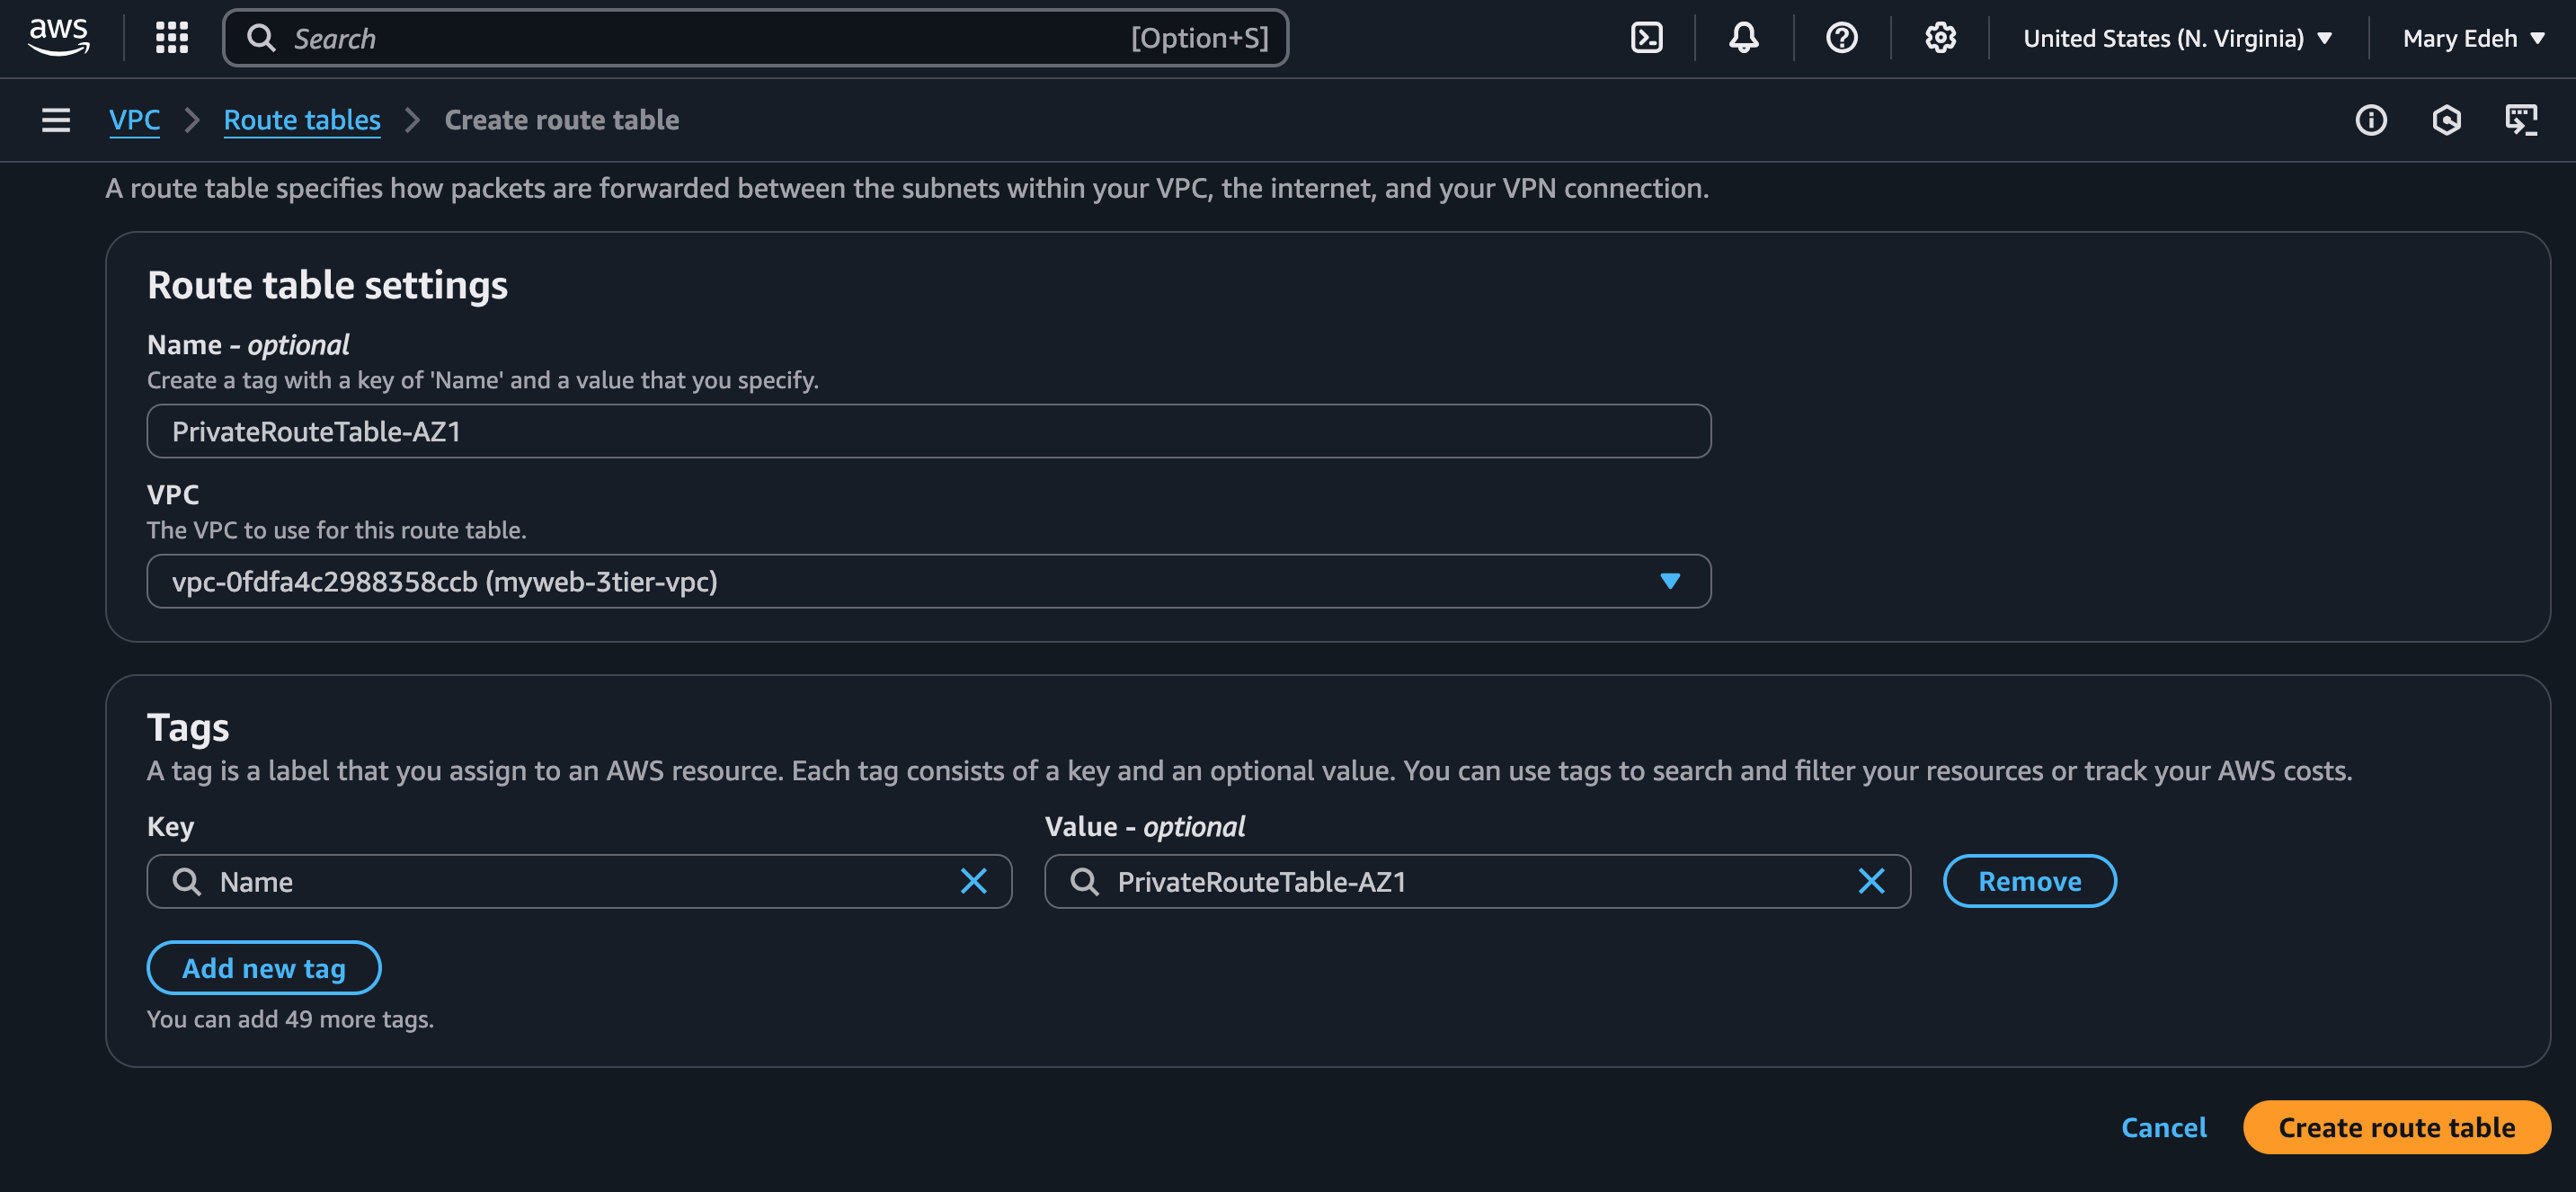 aws
Search [Option+S]
United States (N. Virginia)
Mary Edeh
VPC
Route tables
Create route table
A route table specifies how packets are forwarded between the subnets within your VPC, the internet, and your VPN connection.
Route table settings
Name - optional
Create a tag with a key of 'Name' and a value that you specify.
PrivateRouteTable-AZ1
VPC
The VPC to use for this route table.
vpc-0fdfa4c2988358ccb (myweb-3tier-vpc)
Tags
A tag is a label that you assign to an AWS resource. Each tag consists of a key and an optional value. You can use tags to search and filter your resources or track your AWS costs.
Key
Value - optional
Name
PrivateRouteTable-AZ1
Remove
Add new tag
You can add 49 more tags.
Cancel
Create route table